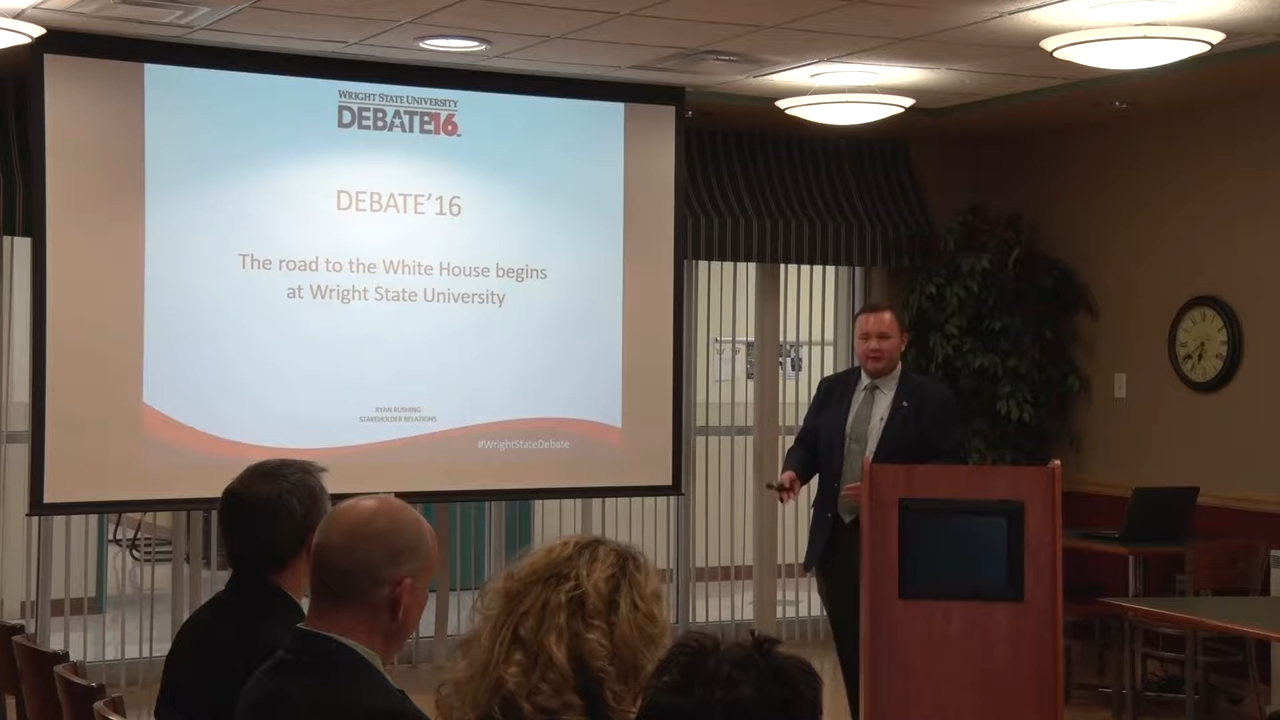 WRIGHT STATE UNIVERSITY
DEBATE16
DEBATE'16
The road to the White House begins
at Wright State University
RYAN RUSHING
STAKEHOLDER RELATIONS
#WrightStateDebate